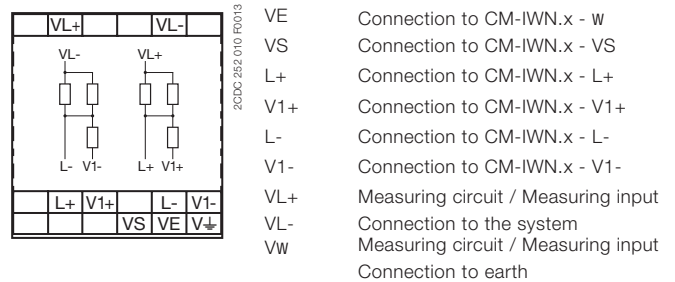 VL+ VL-
VL- VL+
L- V1- L+ V1+
L+ V1+ L- V1-
VS VE V⏚
2CDC 252 010 F0013
VE Connection to CM-IWN.x - W
VS Connection to CM-IWN.x - VS
L+ Connection to CM-IWN.x - L+
V1+ Connection to CM-IWN.x - V1+
L- Connection to CM-IWN.x - L-
V1- Connection to CM-IWN.x - V1-
VL+ Measuring circuit / Measuring input
VL- Connection to the system
VW Measuring circuit / Measuring input
Connection to earth